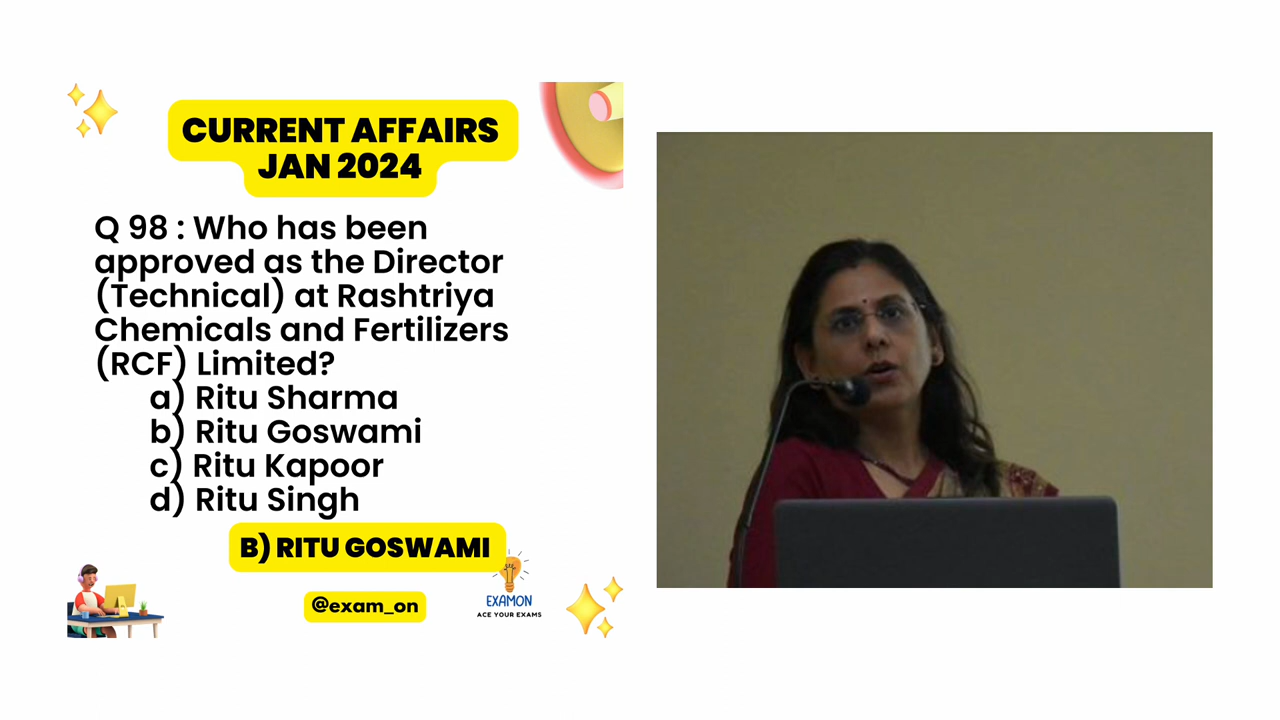 CURRENT AFFAIRS
JAN 2024
Q 98 : Who has been
approved as the Director
(Technical) at Rashtriya
Chemicals and Fertilizers
(RCF) Limited?
a) Ritu Sharma
b) Ritu Goswami
c) Ritu Kapoor
d) Ritu Singh
B) RITU GOSWAMI
@exam_on
EXAMON
ACE YOUR EXAMS